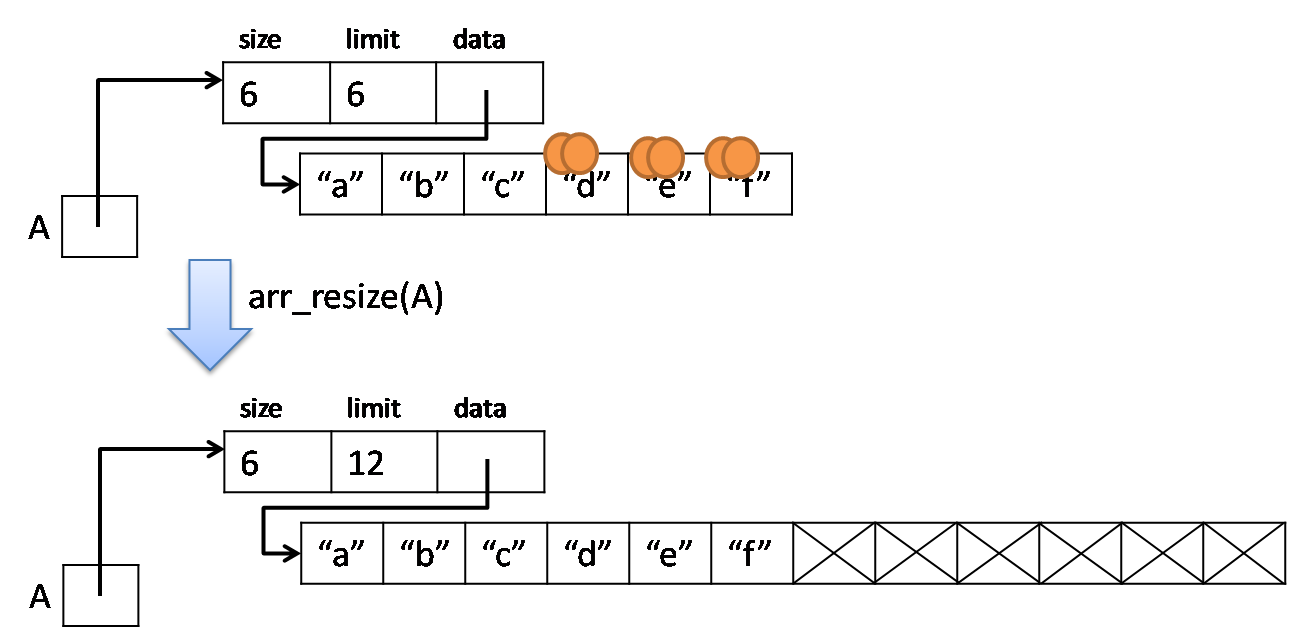 size limit data
6 6
“a” “b” “c” “d” “e” “f”
A
arr_resize(A)
size limit data
6 12
“a” “b” “c” “d” “e” “f”
A